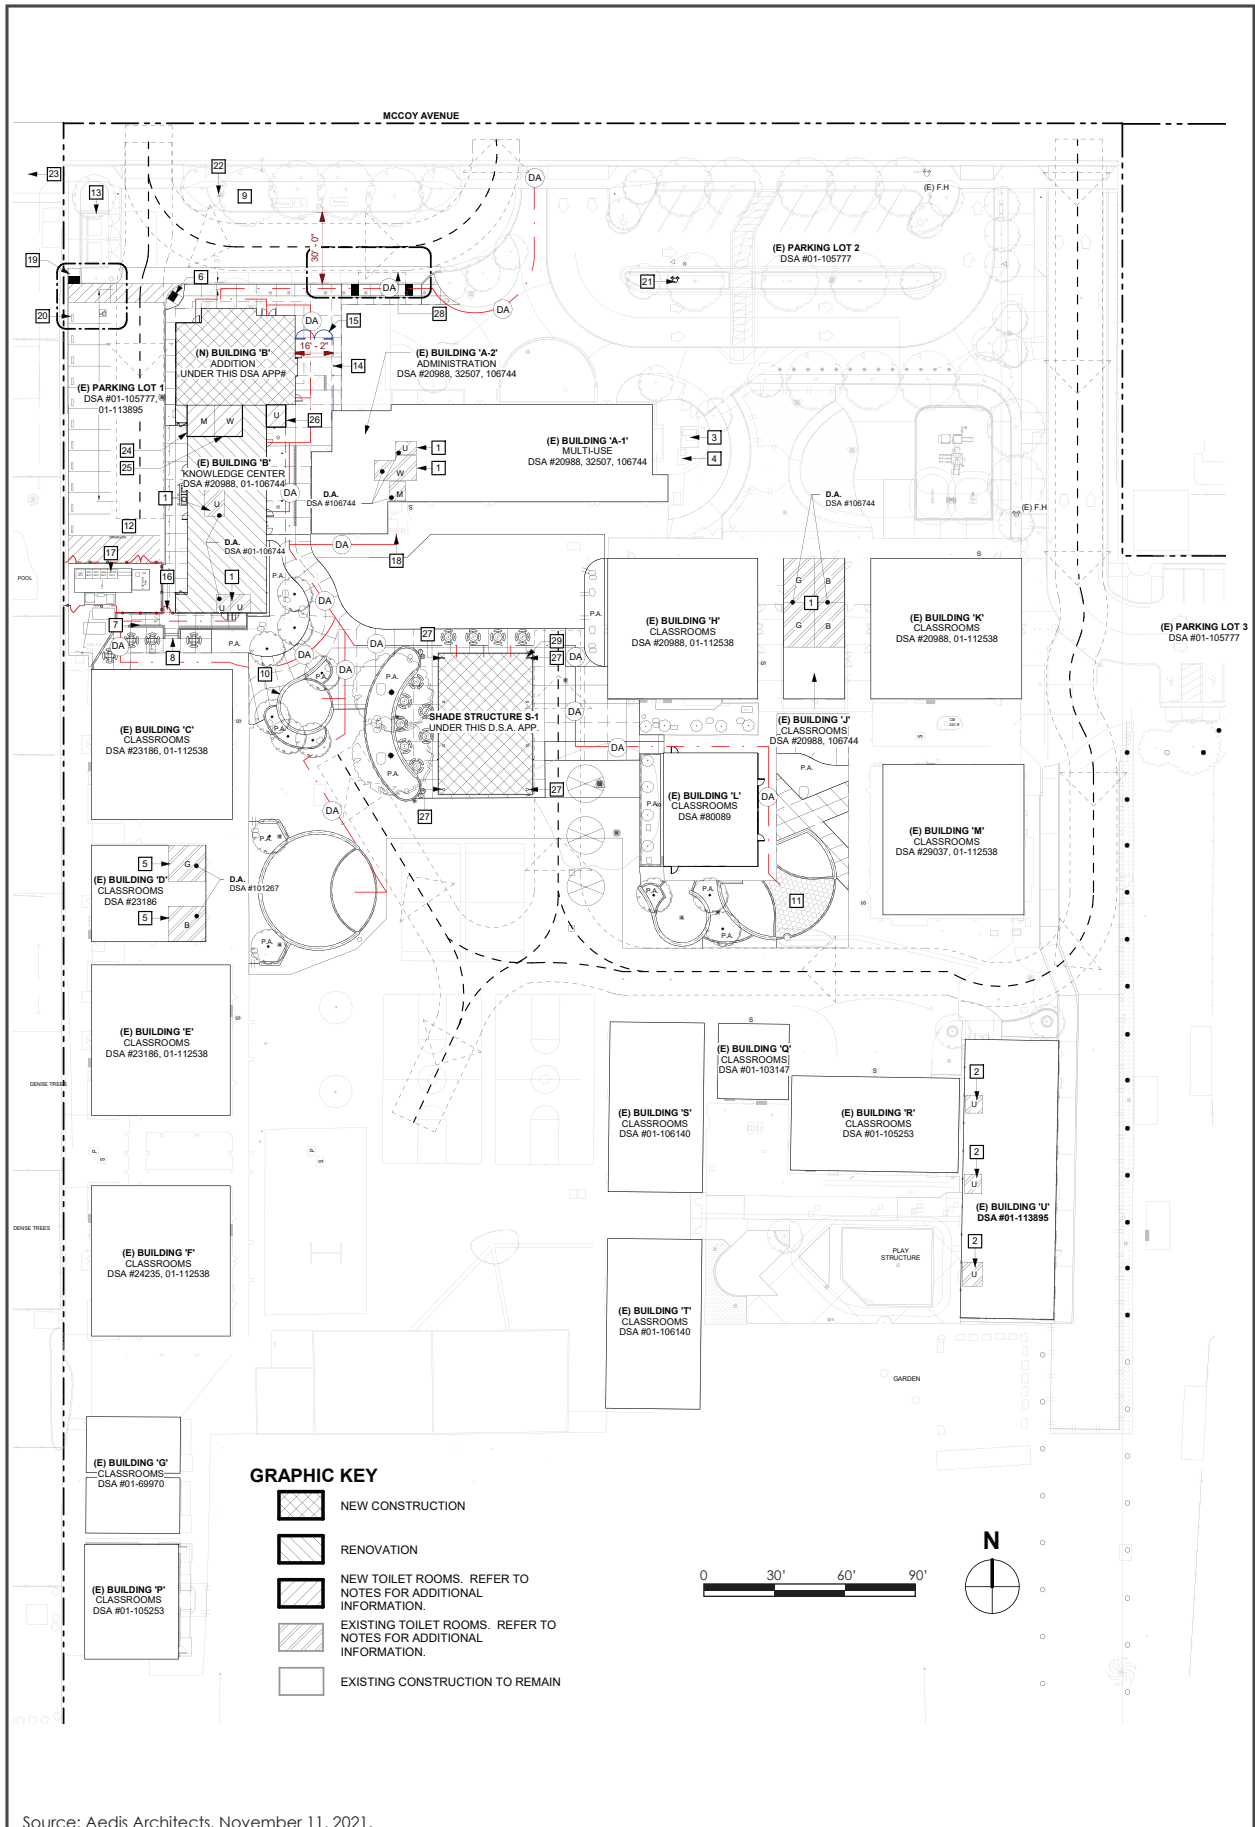 MCCOY AVENUE
22
23
13
9
DA
(E) F.H
30' - 0"
(E) PARKING LOT 2
DSA #01-105777
19
6
21
DA
20
DA
28
DA
15
16' - 2"
(N) BUILDING 'B'
ADDITION
UNDER THIS DSA APP#
14
(E) BUILDING 'A-2'
ADMINISTRATION
DSA #20988, 32507, 106744
(E) PARKING LOT 1
DSA #01-105777,
01-113895
M
W
U
26
3
4
24
25
(E) BUILDING 'A-1'
MULTI-USE
DSA #20988, 32507, 106744
U
1
W
1
M
(E) BUILDING 'B'
KNOWLEDGE CENTER
DSA #20988, 01-106744
1
U
DA
D.A.
DSA #106744
S
D.A.
DSA #106744
(E) F.H
12
D.A.
DSA #01-106744
DA
18
17
16
1
U
U
P.A.
DA
POOL
7
8
DA
P.A.
DA
27
29
27
DA
P.A.
(E) BUILDING 'H'
CLASSROOMS
DSA #20988, 01-112538
G
B
1
G
B
S
(E) BUILDING 'K'
CLASSROOMS
DSA #20988, 01-112538
(E) PARKING LOT 3
DSA #01-105777
10
P.A.
DA
P.A.
S
(E) BUILDING 'C'
CLASSROOMS
DSA #23186, 01-112538
S
P.A.
SHADE STRUCTURE S-1
UNDER THIS D.S.A. APP.
DA
DA
(E) BUILDING 'J'
CLASSROOMS
DSA #20988, 106744
S
P.A.
P.A.
27
27
DA
(E) BUILDING 'L'
CLASSROOMS
DSA #80089
P.A.
DA
(E) BUILDING 'M'
CLASSROOMS
DSA #29037, 01-112538
P.A.
5
G
(E) BUILDING 'D'
CLASSROOMS
DSA #23186
D.A.
DSA #101267
5
B
P.A.
P.A.
P.A.
P.A.
11
S
(E) BUILDING 'E'
CLASSROOMS
DSA #23186, 01-112538
S
DENSE TREES
S
(E) BUILDING 'Q'
CLASSROOMS
DSA #01-103147
S
2
U
(E) BUILDING 'S'
CLASSROOMS
DSA #01-106140
(E) BUILDING 'R'
CLASSROOMS
DSA #01-105253
P
S
P
S
2
U
(E) BUILDING 'U'
DSA #01-113895
DENSE TREES
2
U
(E) BUILDING 'F'
CLASSROOMS
DSA #24235, 01-112538
PLAY
STRUCTURE
(E) BUILDING 'T'
CLASSROOMS
DSA #01-106140
GARDEN
(E) BUILDING 'G'
CLASSROOMS
DSA #01-69970
(E) BUILDING 'P'
CLASSROOMS
DSA #01-105253
GRAPHIC KEY
NEW CONSTRUCTION
RENOVATION
NEW TOILET ROOMS. REFER TO
NOTES FOR ADDITIONAL
INFORMATION.
EXISTING TOILET ROOMS. REFER TO
NOTES FOR ADDITIONAL
INFORMATION.
EXISTING CONSTRUCTION TO REMAIN
0 30' 60' 90'
N
Source: Aedis Architects, November 11, 2021.